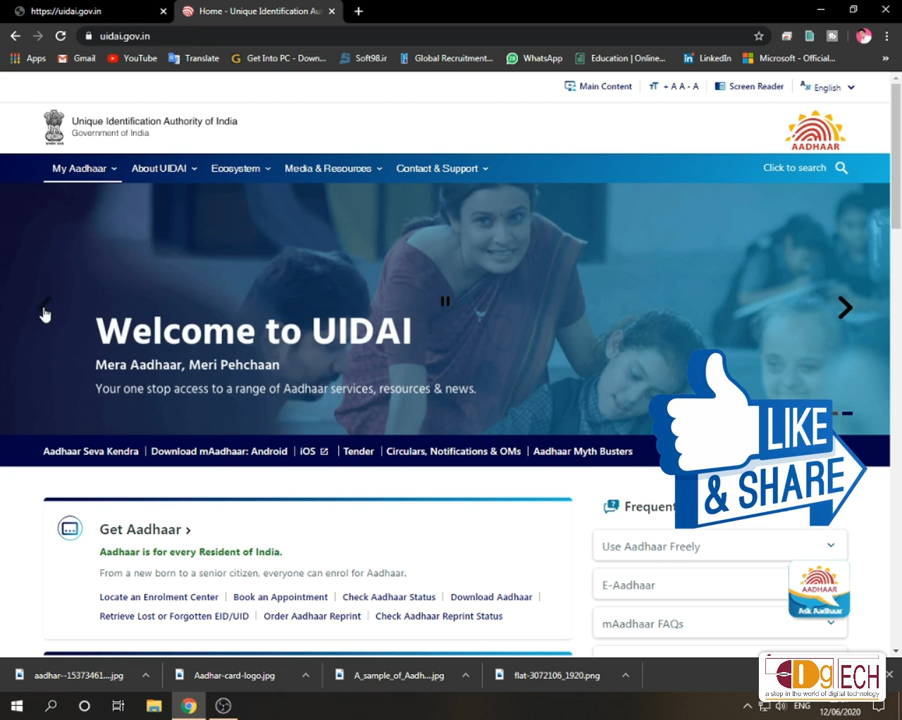 https://uidai.gov.in
Home - Unique Identification Au
uidai.gov.in
Apps
Gmail
YouTube
Translate
Get Into PC - Down...
Soft98.ir
Global Recruitment...
WhatsApp
Education | Online...
LinkedIn
Microsoft - Official...
»
Main Content
TT + A A - A
Screen Reader
English
Unique Identification Authority of India
Government of India
AADHAAR
My Aadhaar
About UIDAI
Ecosystem
Media & Resources
Contact & Support
Click to search
Welcome to UIDAI
Mera Aadhaar, Meri Pehchaan
Your one stop access to a range of Aadhaar services, resources & news.
LIKE
& SHARE
Aadhaar Seva Kendra | Download mAadhaar: Android | iOS | Tender | Circulars, Notifications & OMs | Aadhaar Myth Busters
Get Aadhaar >
Aadhaar is for every Resident of India.
From a new born to a senior citizen, everyone can enrol for Aadhaar.
Locate an Enrolment Center | Book an Appointment | Check Aadhaar Status | Download Aadhaar |
Retrieve Lost or Forgotten EID/UID | Order Aadhaar Reprint | Check Aadhaar Reprint Status
Frequen
Use Aadhaar Freely
E-Aadhaar
mAadhaar FAQs
AADHAAR
Ask Aadhaar
aadhar--15373461....jpg
Aadhar-card-logo.jpg
A_sample_of_Aadh....jpg
flat-3072106_1920.png
EDgTECH
a step in the world of digital technology
ENG
12/06/2020